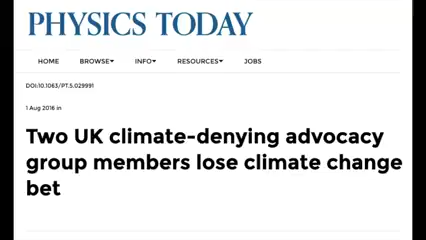 PHYSICS TODAY
HOME BROWSE▾ INFO▾ RESOURCES▾ JOBS
DOI:10.1063/PT.5.029991
1 Aug 2016 in
Two UK climate-denying advocacy
group members lose climate change
bet